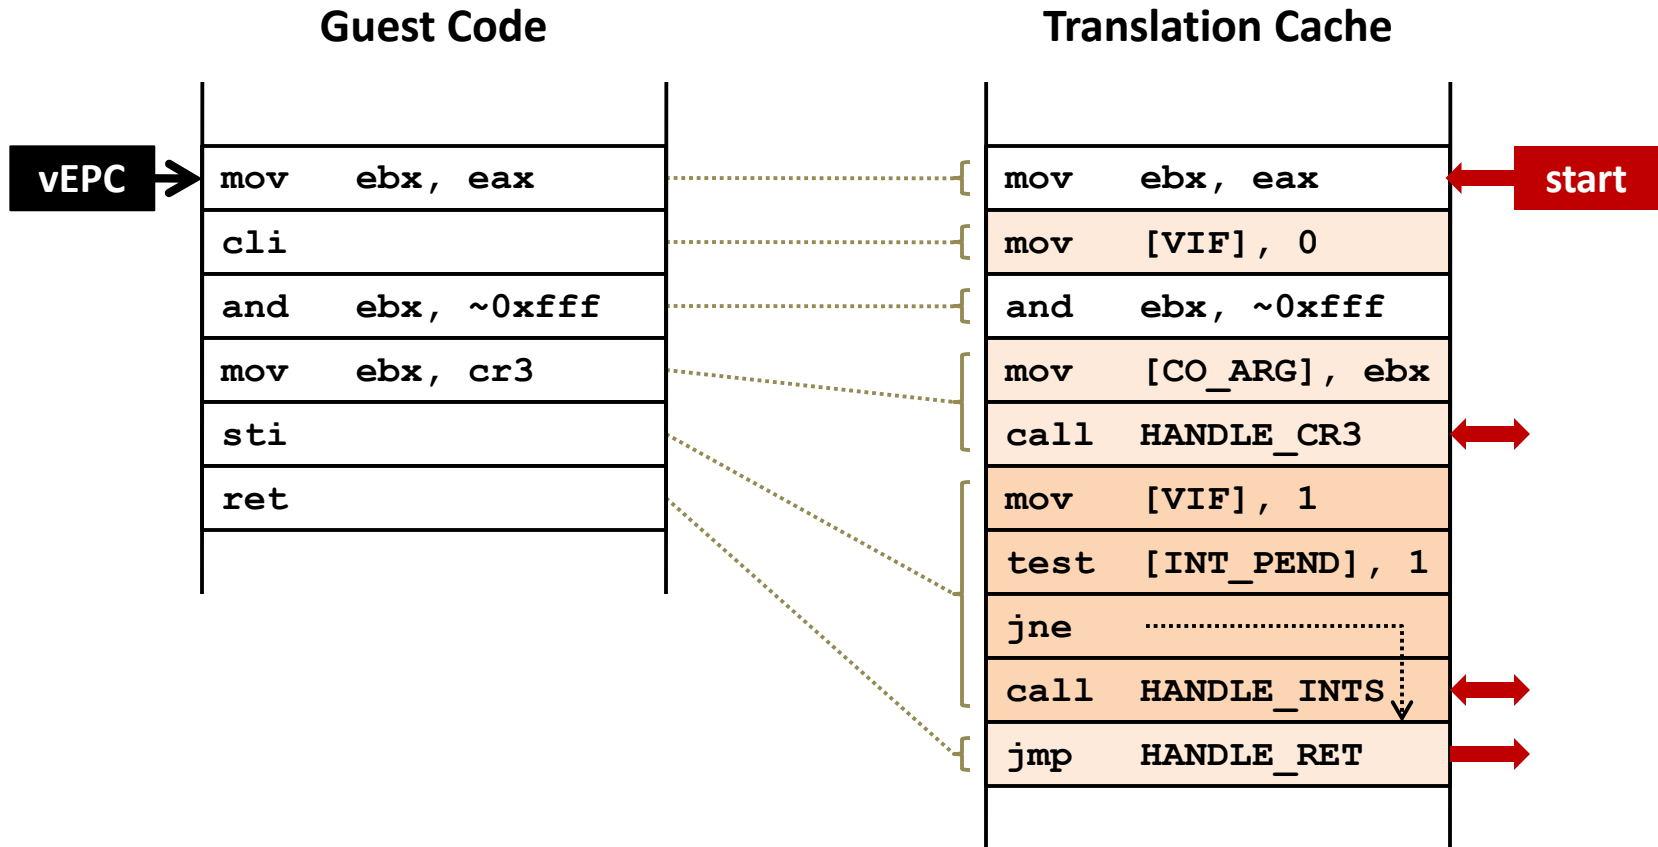 Guest Code
Translation Cache
vEPC
mov ebx, eax
cli
and ebx, ~0xfff
mov ebx, cr3
sti
ret
mov ebx, eax
mov [VIF], 0
and ebx, ~0xfff
mov [CO_ARG], ebx
call HANDLE_CR3
mov [VIF], 1
test [INT_PEND], 1
jne
call HANDLE_INTS
jmp HANDLE_RET
start